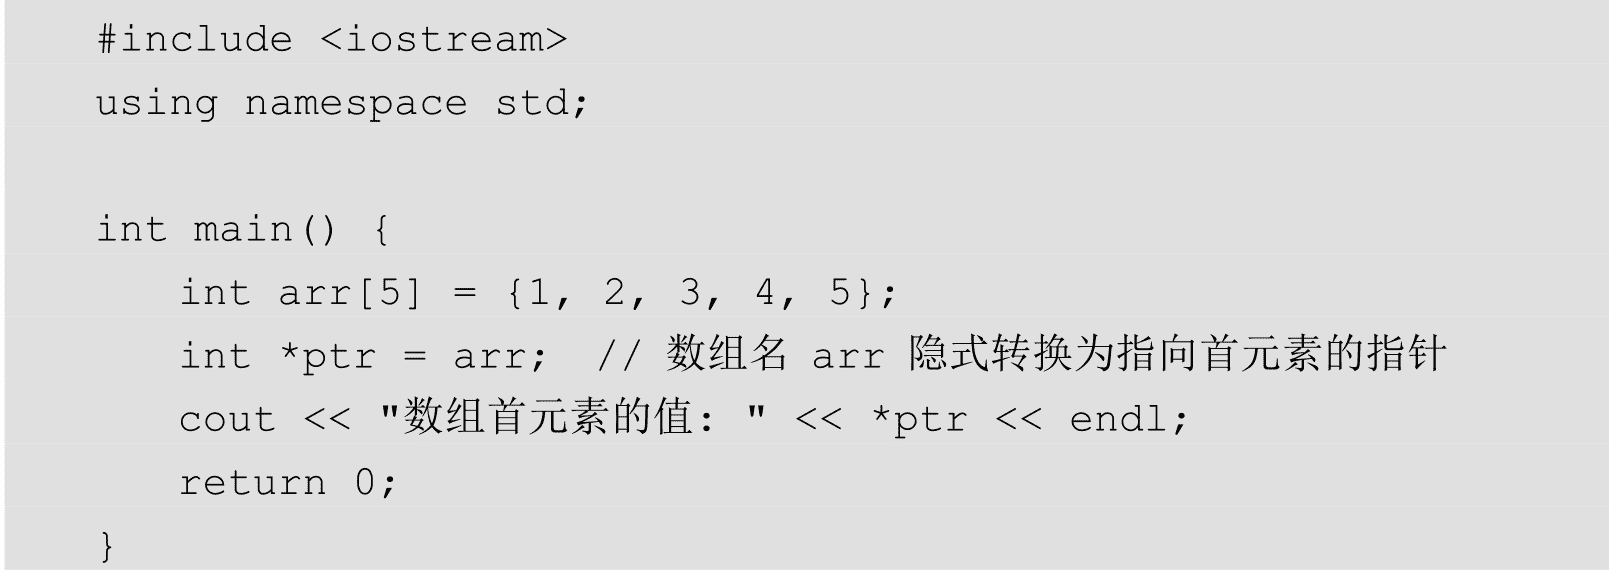 #include <iostream>
using namespace std;
int main() {
int arr[5] = {1, 2, 3, 4, 5};
int *ptr = arr;  // 数组名 arr 隐式转换为指向首元素的指针
cout << "数组首元素的值: " << *ptr << endl;
return 0;
}